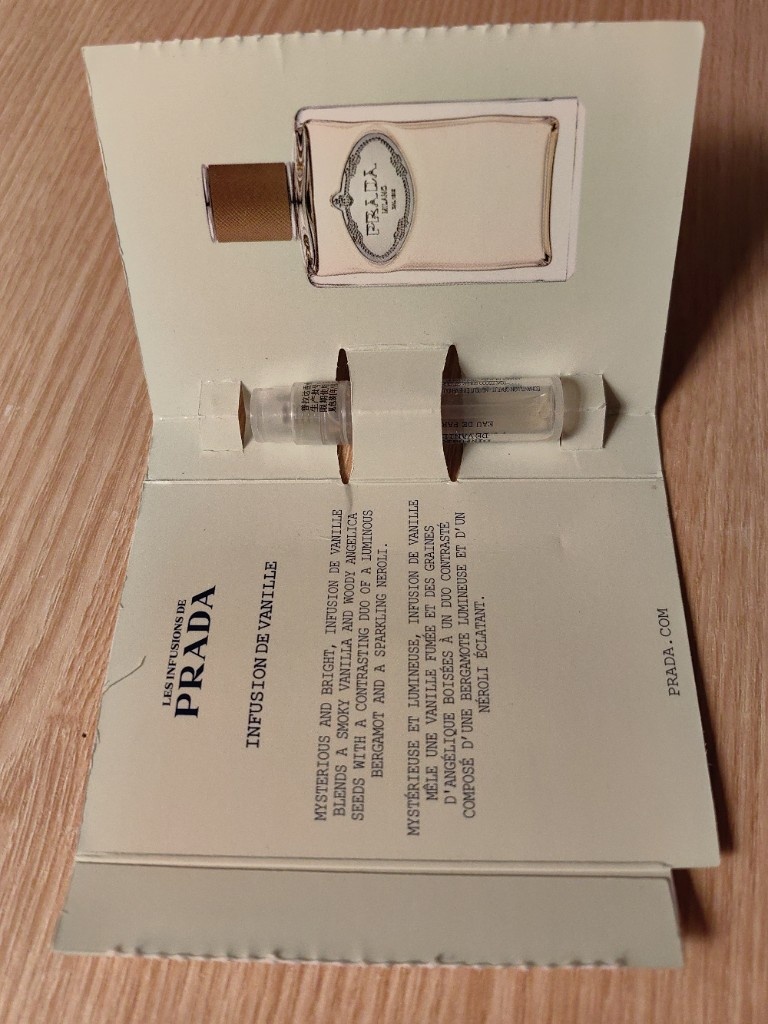 PRADA
MILANO
LES INFUSIONS DE
PRADA
INFUSION DE VANILLE
MYSTERIOUS AND BRIGHT, INFUSION DE VANILLE
BLENDS A SMOKY VANILLA AND WOODY ANGELICA
SEEDS WITH A CONTRASTING DUO OF A LUMINOUS
BERGAMOT AND A SPARKLING NEROLI.
MYSTÉRIEUSE ET LUMINEUSE, INFUSION DE VANILLE
MÊLE UNE VANILLE FUMÉE ET DES GRAINES
D'ANGÉLIQUE BOISÉES À UN DUO CONTRASTÉ
COMPOSÉ D'UNE BERGAMOTE LUMINEUSE ET D'UN
NÉROLI ÉCLATANT.
PRADA.COM